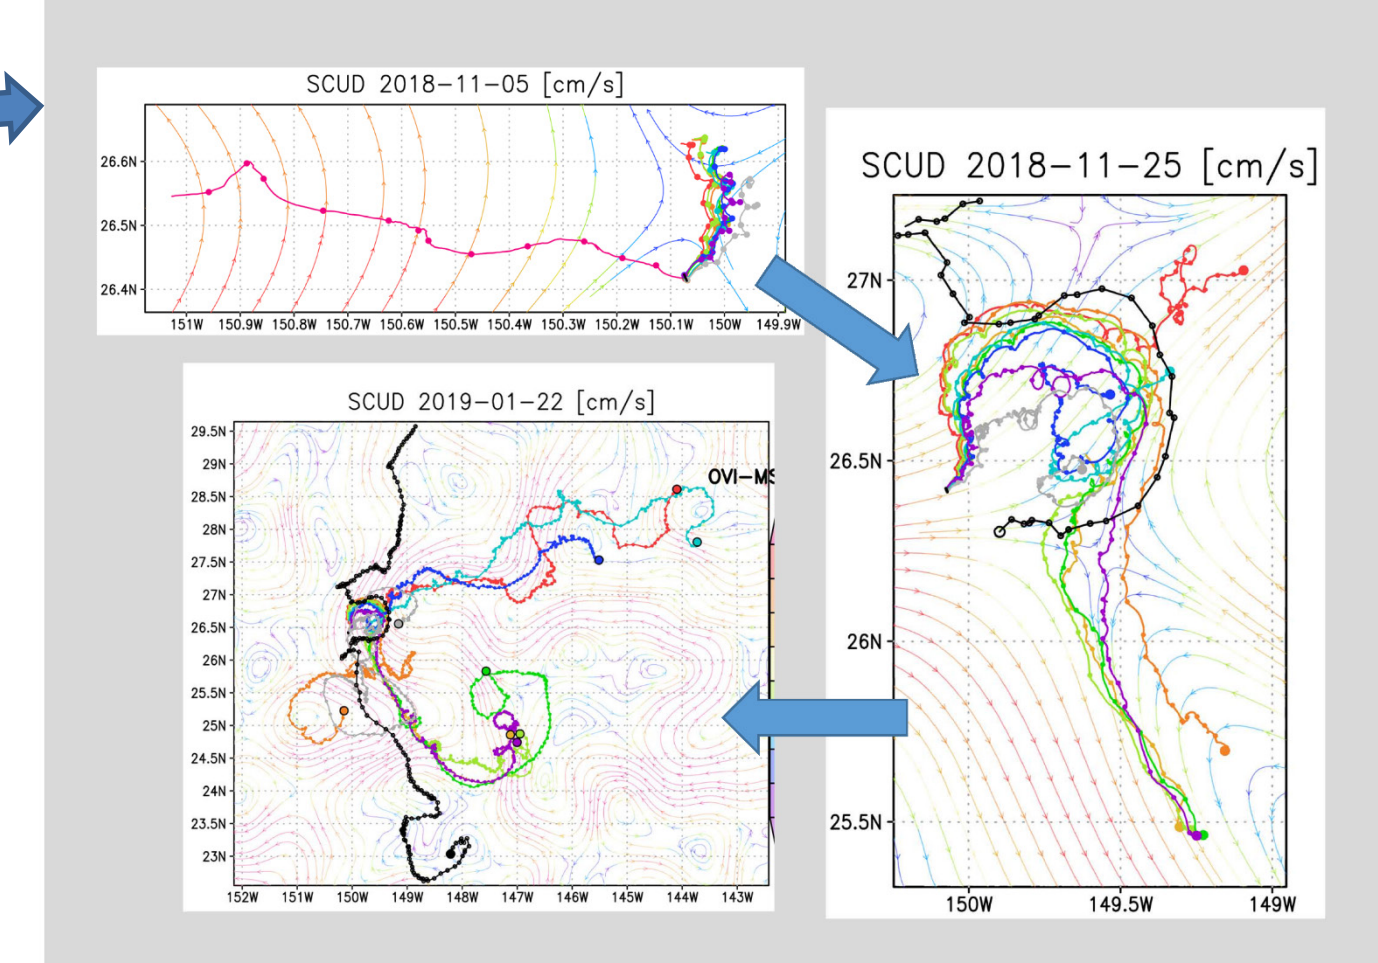 SCUD 2018-11-05 [cm/s]
26.6N
26.5N
26.4N
151W 150.9W 150.8W 150.7W 150.6W 150.5W 150.4W 150.3W 150.2W 150.1W 150W 149.9W
SCUD 2018-11-25 [cm/s]
27N
26.5N
26N
25.5N
150W 149.5W 149W
SCUD 2019-01-22 [cm/s]
29.5N
29N
28.5N
28N
27.5N
27N
26.5N
26N
25.5N
25N
24.5N
24N
23.5N
23N
OVI-MS
152W 151W 150W 149W 148W 147W 146W 145W 144W 143W